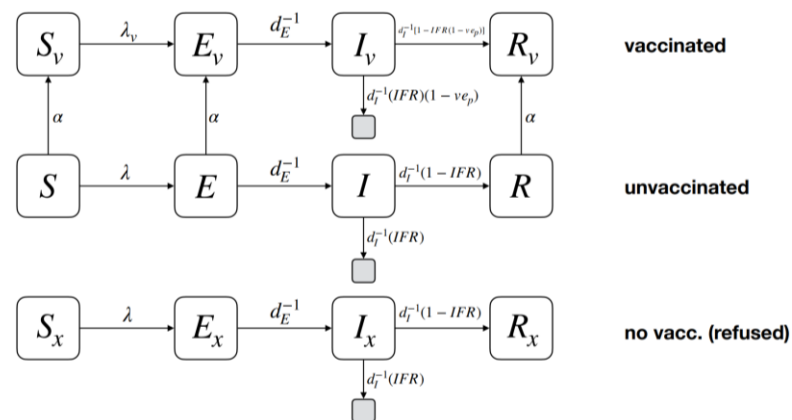 S_v λ_v E_v d_E^{-1} I_v d_I^{-1}[1 − IFR(1 − ve_p)] R_v vaccinated
α α d_I^{-1}(IFR)(1 − ve_p) α
S λ E d_E^{-1} I d_I^{-1}(1 − IFR) R unvaccinated
d_I^{-1}(IFR)
S_x λ E_x d_E^{-1} I_x d_I^{-1}(1 − IFR) R_x no vacc. (refused)
d_I^{-1}(IFR)